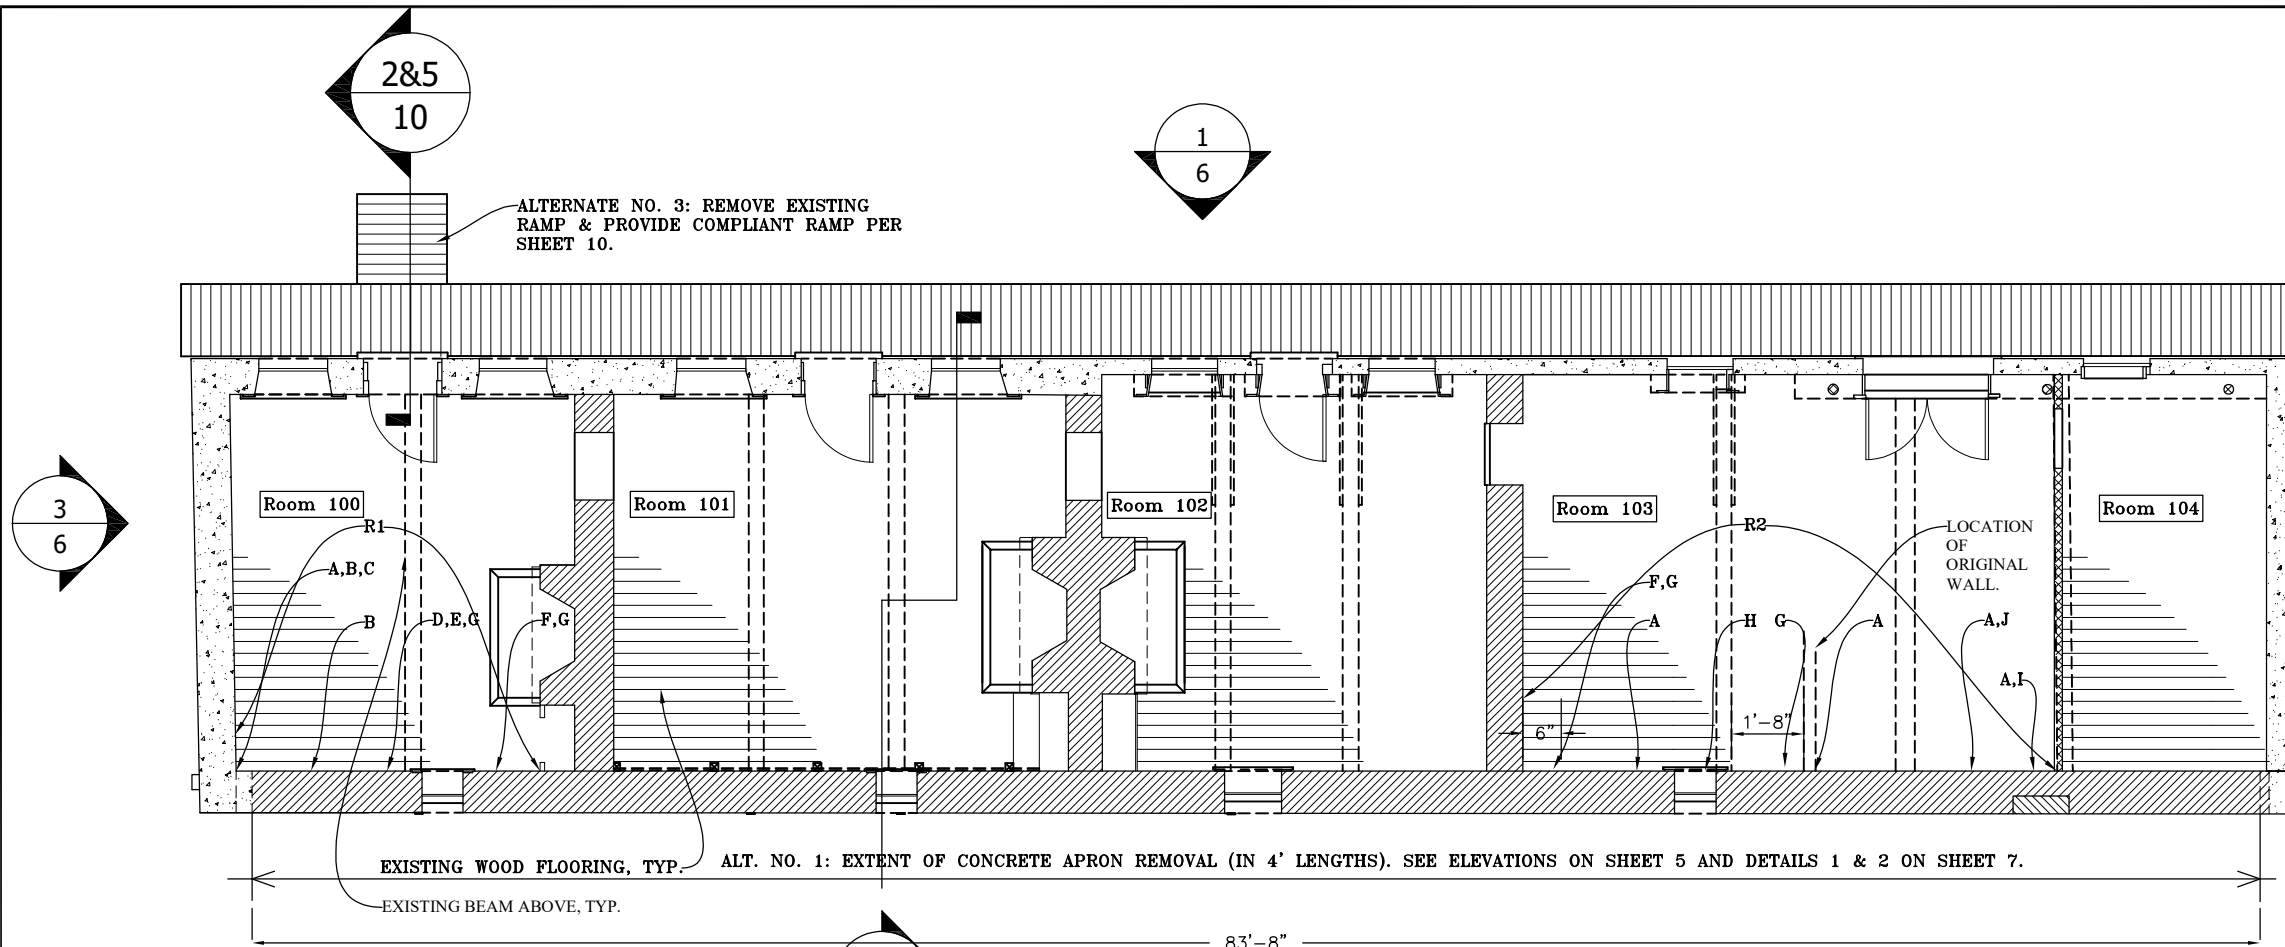 2&5
10
1
6
ALTERNATE NO. 3: REMOVE EXISTING
RAMP & PROVIDE COMPLIANT RAMP PER
SHEET 10.
3
6
Room 100
Room 101
Room 102
Room 103
Room 104
R1
R2
LOCATION
OF
ORIGINAL
WALL.
A,B,C
F,G
B
D,E,G
F,G
A
H
G
A
A,J
A,I
6"
1'-8"
EXISTING WOOD FLOORING, TYP.
ALT. NO. 1: EXTENT OF CONCRETE APRON REMOVAL (IN 4' LENGTHS). SEE ELEVATIONS ON SHEET 5 AND DETAILS 1 & 2 ON SHEET 7.
EXISTING BEAM ABOVE, TYP.
83'-8"